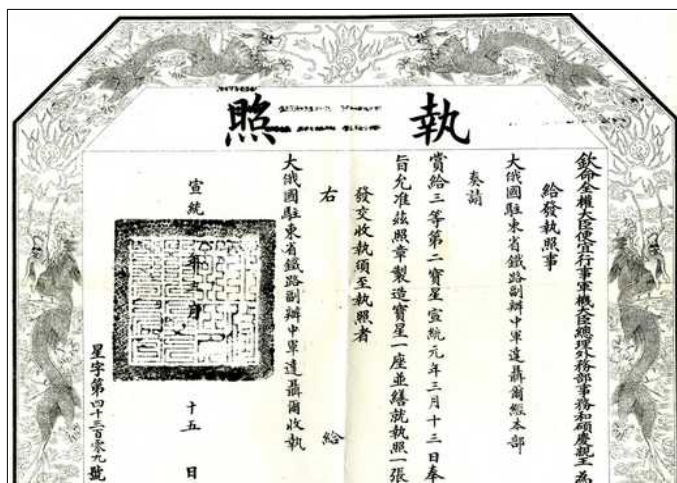 執照
欽命全權大臣便宜行事軍機大臣總理外務部事務和碩慶親王 為
給發執照事
大俄國駐東省鐵路副辦中軍達聶爾經本部
奏請
賞給三等第二寶星宣統元年三月十三日奉
旨允准茲照章製造寶星一座並繕就執照一張
發交收執須至執照者
右 給
大俄國駐東省鐵路副辦中軍達聶爾收執
宣統 年三月 十五 日
星字第四千三百零九號